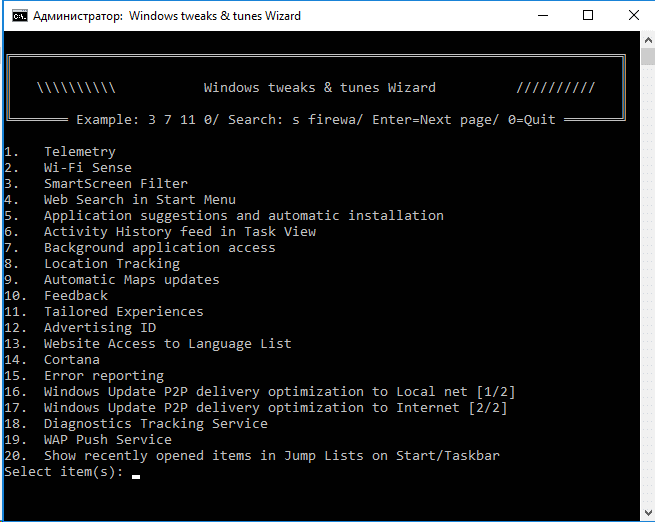 Администратор: Windows tweaks & tunes Wizard
\\\\\\\\\\ Windows tweaks & tunes Wizard //////////
Example: 3 7 11 0/ Search: s firewa/ Enter=Next page/ 0=Quit
1. Telemetry
2. Wi-Fi Sense
3. SmartScreen Filter
4. Web Search in Start Menu
5. Application suggestions and automatic installation
6. Activity History feed in Task View
7. Background application access
8. Location Tracking
9. Automatic Maps updates
10. Feedback
11. Tailored Experiences
12. Advertising ID
13. Website Access to Language List
14. Cortana
15. Error reporting
16. Windows Update P2P delivery optimization to Local net [1/2]
17. Windows Update P2P delivery optimization to Internet [2/2]
18. Diagnostics Tracking Service
19. WAP Push Service
20. Show recently opened items in Jump Lists on Start/Taskbar
Select item(s):